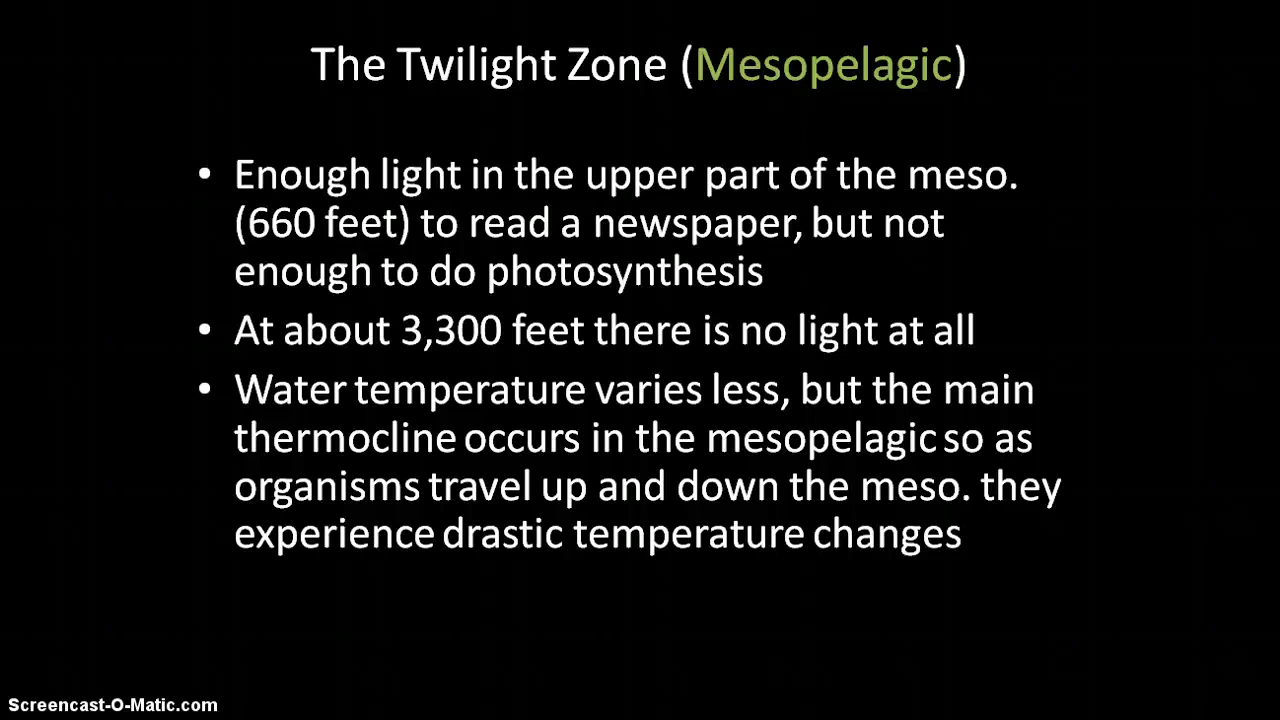 The Twilight Zone (Mesopelagic)
• Enough light in the upper part of the meso.
(660 feet) to read a newspaper, but not
enough to do photosynthesis
• At about 3,300 feet there is no light at all
• Water temperature varies less, but the main
thermocline occurs in the mesopelagic so as
organisms travel up and down the meso. they
experience drastic temperature changes
Screencast-O-Matic.com